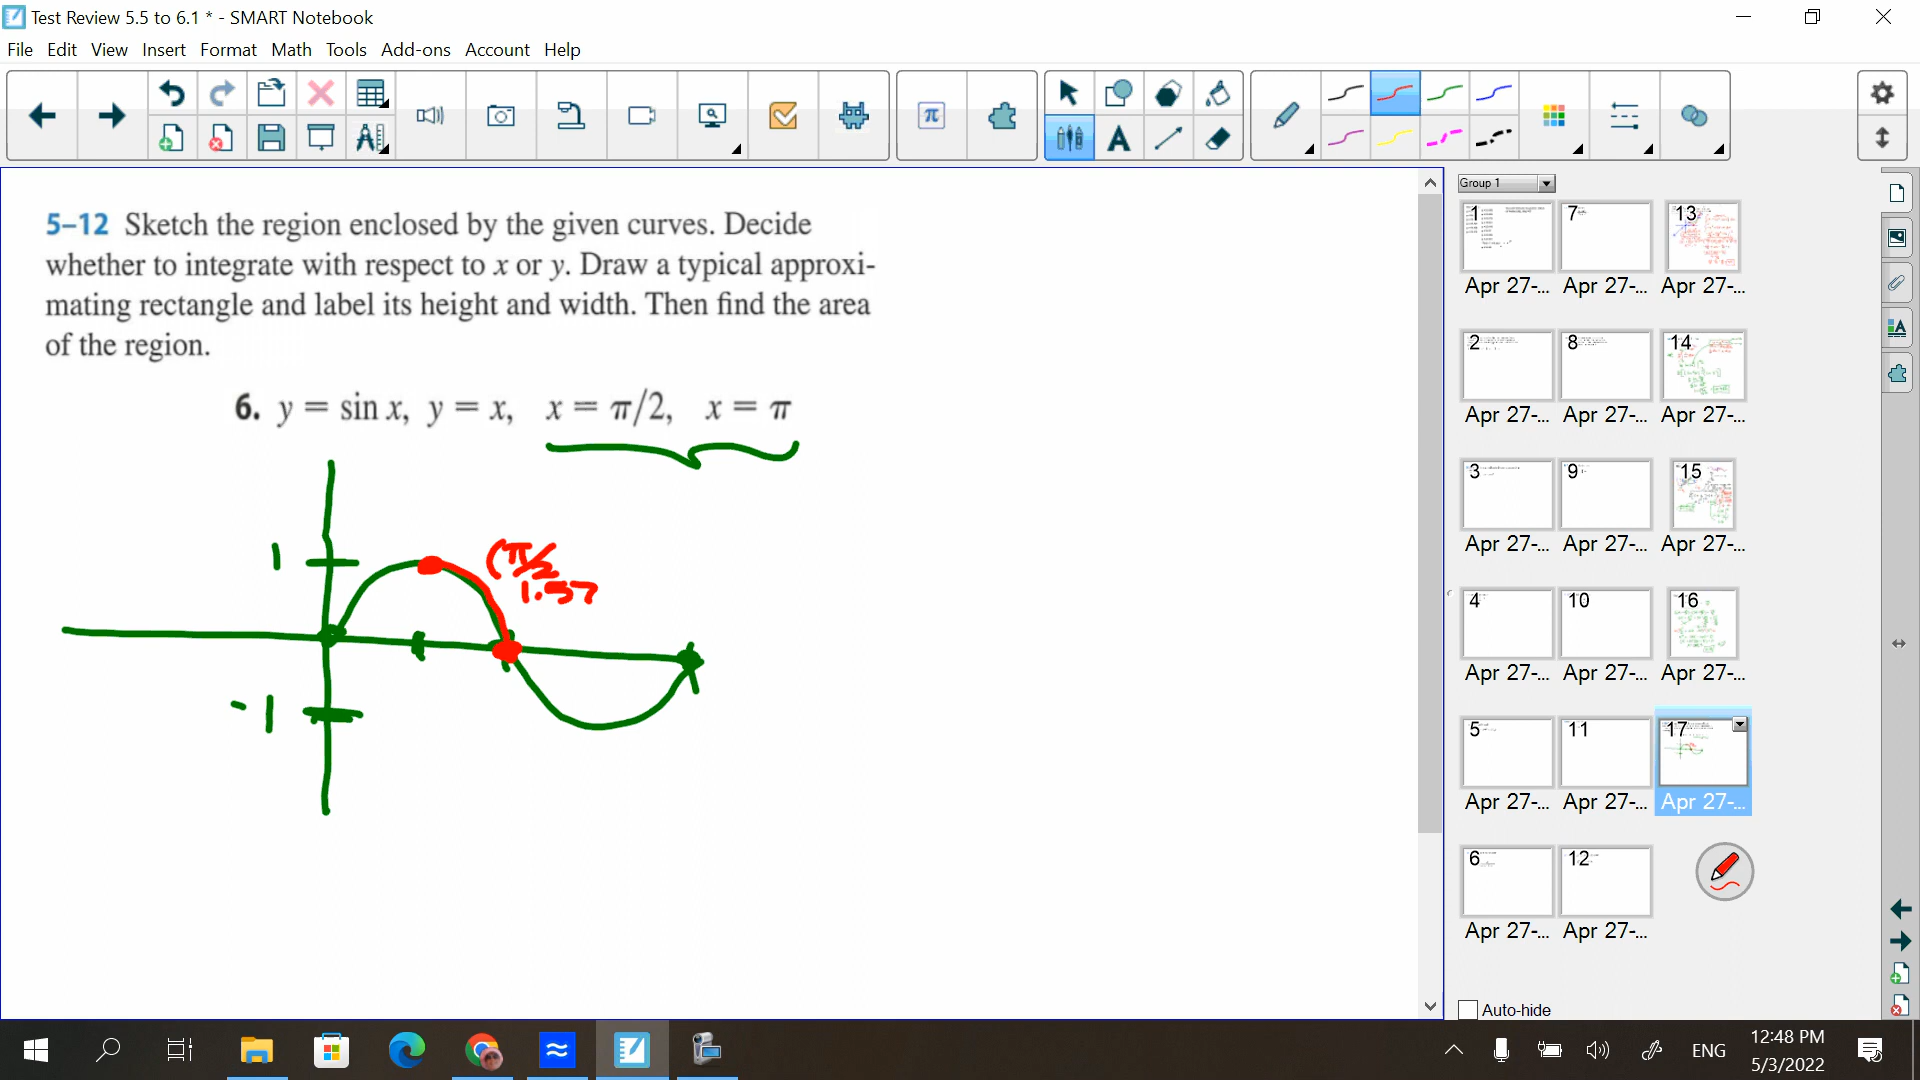 Test Review 5.5 to 6.1 * - SMART Notebook
File Edit View Insert Format Math Tools Add-ons Account Help
5–12 Sketch the region enclosed by the given curves. Decide
whether to integrate with respect to x or y. Draw a typical approxi-
mating rectangle and label its height and width. Then find the area
of the region.
6. y = sin x, y = x, x = π/2, x = π
1
(π/2
1.57
-1
Group 1
1 7 13
Apr 27-... Apr 27-... Apr 27-...
2 8 14
Apr 27-... Apr 27-... Apr 27-...
3 9 15
Apr 27-... Apr 27-... Apr 27-...
4 10 16
Apr 27-... Apr 27-... Apr 27-...
5 11 17
Apr 27-... Apr 27-... Apr 27-...
6 12
Apr 27-... Apr 27-...
Auto-hide
ENG
12:48 PM
5/3/2022